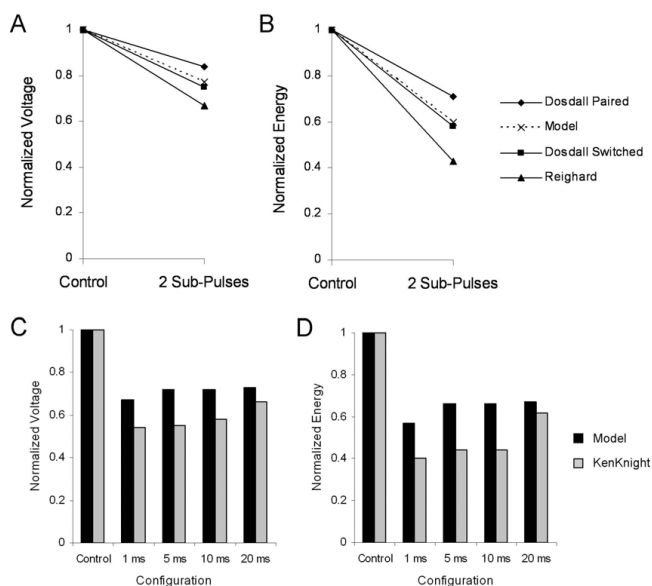 A
Normalized Voltage
1
0.8
0.6
0.4
0.2
0
Control
2 Sub-Pulses
B
Normalized Energy
1
0.8
0.6
0.4
0.2
0
Control
2 Sub-Pulses
Dosdall Paired
Model
Dosdall Switched
Reighard
C
Normalized Voltage
1
0.8
0.6
0.4
0.2
0
Control 1 ms 5 ms 10 ms 20 ms
Configuration
D
Normalized Energy
1
0.8
0.6
0.4
0.2
0
Control 1 ms 5 ms 10 ms 20 ms
Configuration
Model
KenKnight